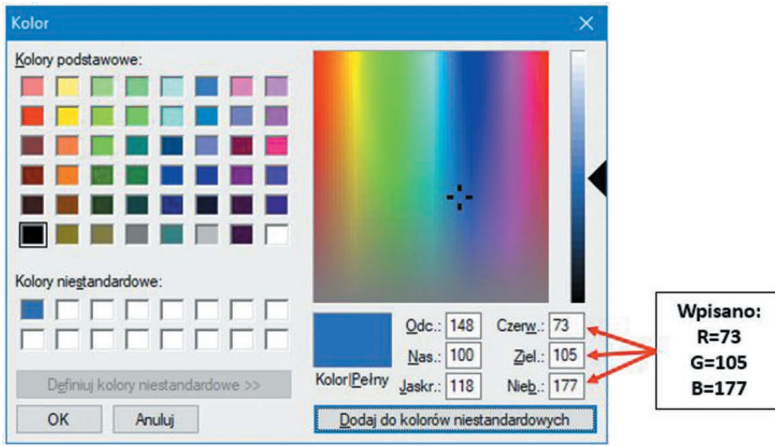 Kolor
Kolory podstawowe:
Kolory niestandardowe:
Definiuj kolory niestandardowe >>
OK Anuluj
Kolor|Pełny
Odc.: 148 Czerw.: 73
Nas.: 100 Ziel.: 105
Jaskr.: 118 Nieb.: 177
Dodaj do kolorów niestandardowych
Wpisano:
R=73
G=105
B=177